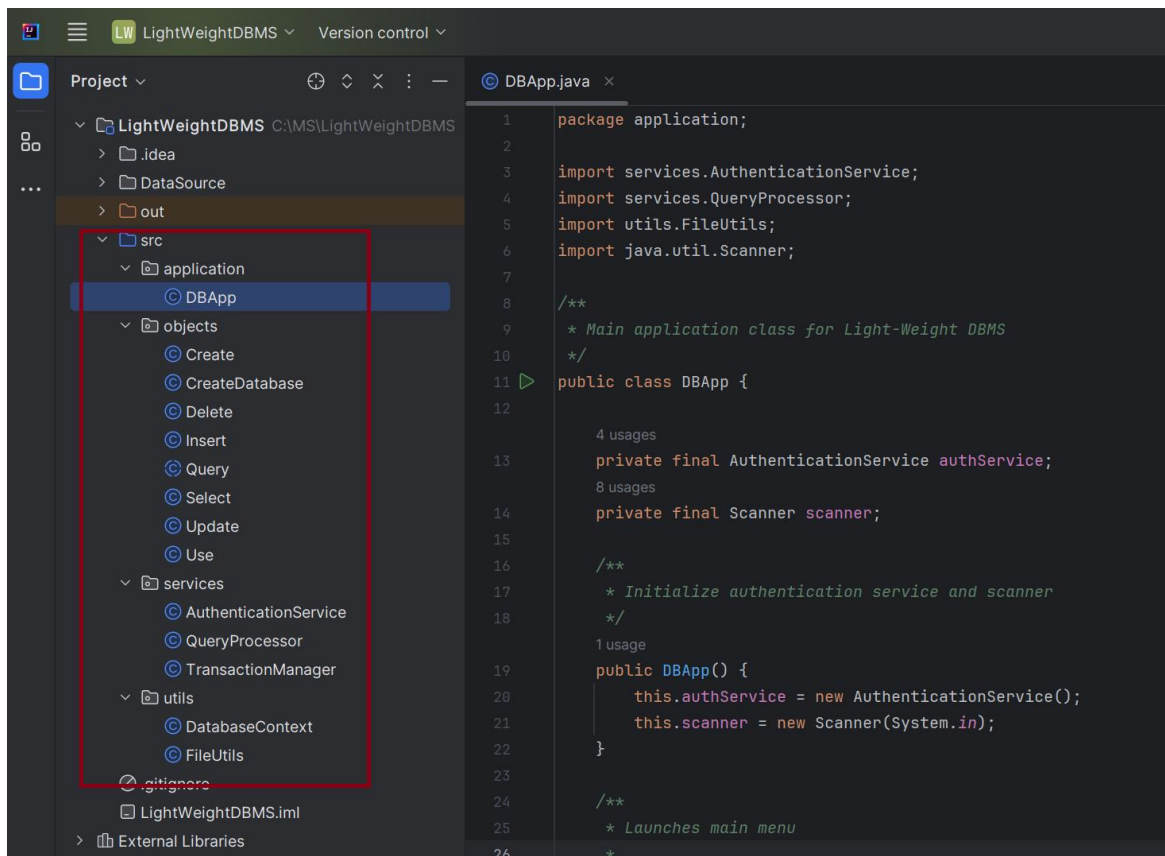 LW LightWeightDBMS Version control
Project
LightWeightDBMS C:\MS\LightWeightDBMS
.idea
DataSource
out
src
application
DBApp
objects
Create
CreateDatabase
Delete
Insert
Query
Select
Update
Use
services
AuthenticationService
QueryProcessor
TransactionManager
utils
DatabaseContext
FileUtils
.gitignore
LightWeightDBMS.iml
External Libraries
DBApp.java
1 package application;
2
3 import services.AuthenticationService;
4 import services.QueryProcessor;
5 import utils.FileUtils;
6 import java.util.Scanner;
7
8 /**
9 * Main application class for Light-Weight DBMS
10 */
11 public class DBApp {
12
4 usages
13 private final AuthenticationService authService;
8 usages
14 private final Scanner scanner;
15
16 /**
17 * Initialize authentication service and scanner
18 */
1 usage
19 public DBApp() {
20 this.authService = new AuthenticationService();
21 this.scanner = new Scanner(System.in);
22 }
23
24 /**
25 * Launches main menu
26 *